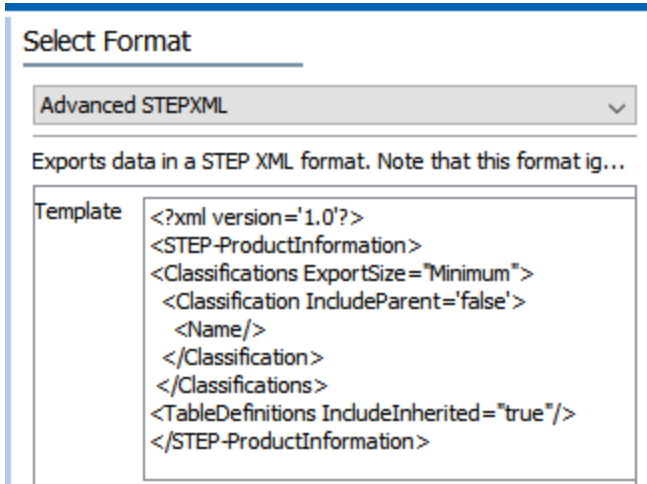 Select Format
Advanced STEPXML
Exports data in a STEP XML format. Note that this format ig...
Template
<?xml version='1.0'?>
<STEP-ProductInformation>
<Classifications ExportSize="Minimum">
<Classification IncludeParent='false'>
<Name/>
</Classification>
</Classifications>
<TableDefinitions IncludeInherited="true"/>
</STEP-ProductInformation>